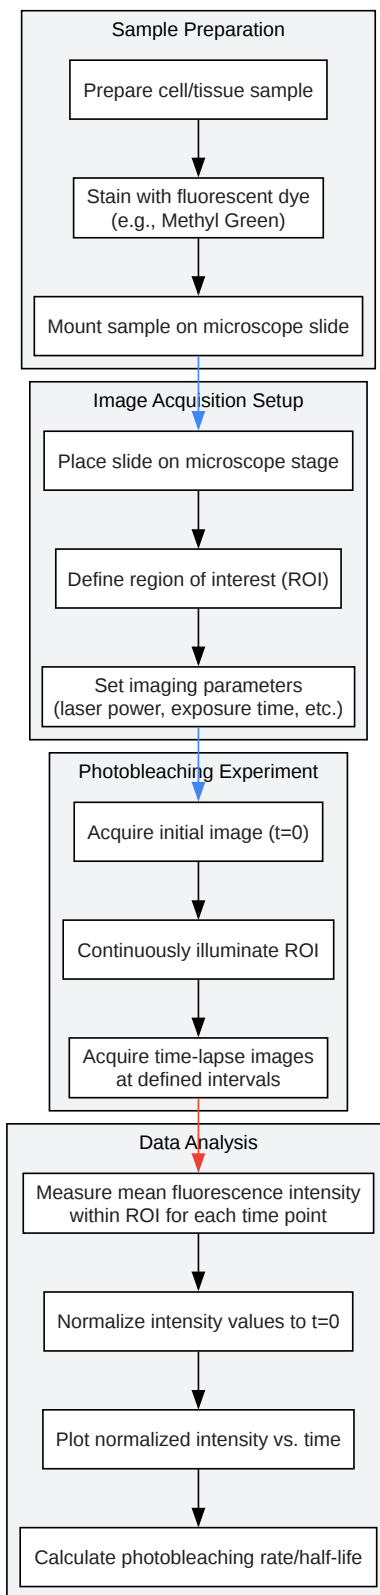 Sample Preparation
Prepare cell/tissue sample
Stain with fluorescent dye
(e.g., Methyl Green)
Mount sample on microscope slide
Image Acquisition Setup
Place slide on microscope stage
Define region of interest (ROI)
Set imaging parameters
(laser power, exposure time, etc.)
Photobleaching Experiment
Acquire initial image (t=0)
Continuously illuminate ROI
Acquire time-lapse images
at defined intervals
Data Analysis
Measure mean fluorescence intensity
within ROI for each time point
Normalize intensity values to t=0
Plot normalized intensity vs. time
Calculate photobleaching rate/half-life